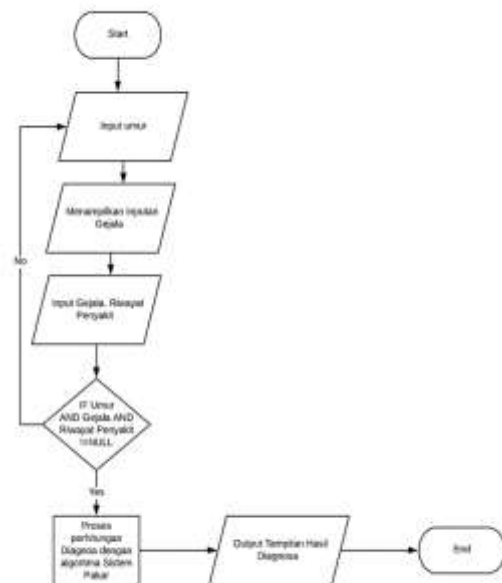 Start
Input umur
Menampilkan Inputan
Gejala
Input Gejala, Riwayat
Penyakit
No
IF Umur
AND Gejala AND
Riwayat Penyakit
!=NULL
Yes
Proses
perhitungan
Diagnosa dengan
algoritma Sistem
Pakar
Output Tampilan Hasil
Diagnosa
End